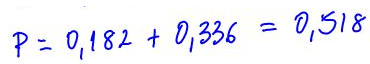 P = 0,182 + 0,336 = 0,518